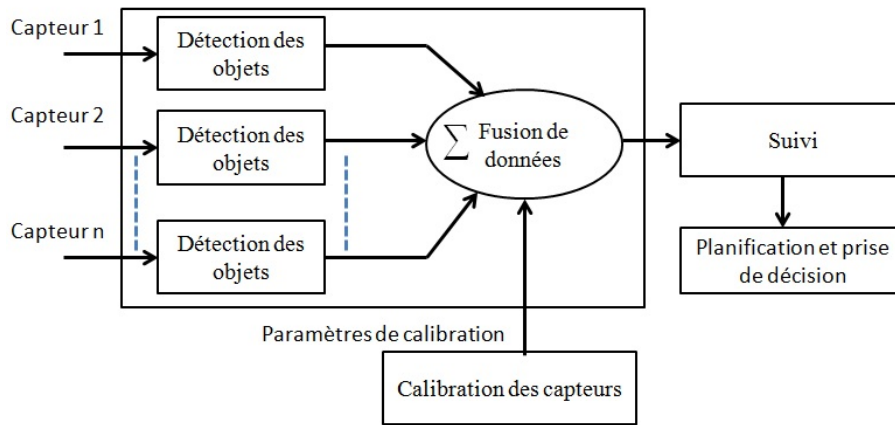 Capteur 1
Détection des
objets
Capteur 2
Détection des
objets
∑ Fusion de
données
Suivi
Capteur n
Détection des
objets
Planification et prise
de décision
Paramètres de calibration
Calibration des capteurs